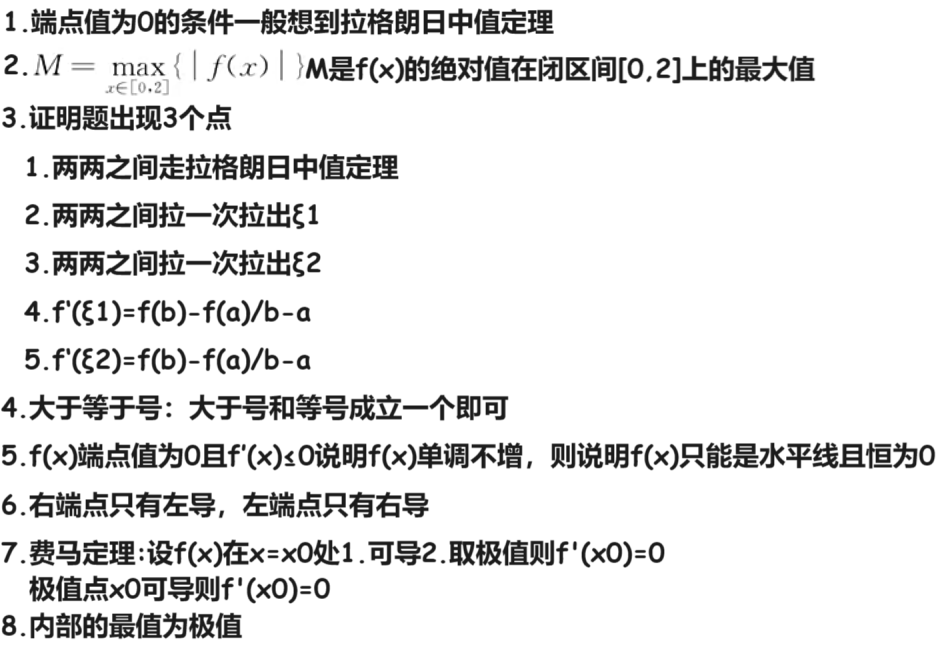 1.端点值为0的条件一般想到拉格朗日中值定理
2.M = max x∈[0,2] {|f(x)|}M是f(x)的绝对值在闭区间[0,2]上的最大值
3.证明题出现3个点
1.两两之间走拉格朗日中值定理
2.两两之间拉一次拉出ξ1
3.两两之间拉一次拉出ξ2
4.f'(ξ1)=f(b)-f(a)/b-a
5.f'(ξ2)=f(b)-f(a)/b-a
4.大于等于号：大于号和等号成立一个即可
5.f(x)端点值为0且f'(x)≤0说明f(x)单调不增，则说明f(x)只能是水平线且恒为0
6.右端点只有左导，左端点只有右导
7.费马定理:设f(x)在x=x0处1.可导2.取极值则f'(x0)=0
极值点x0可导则f'(x0)=0
8.内部的最值为极值